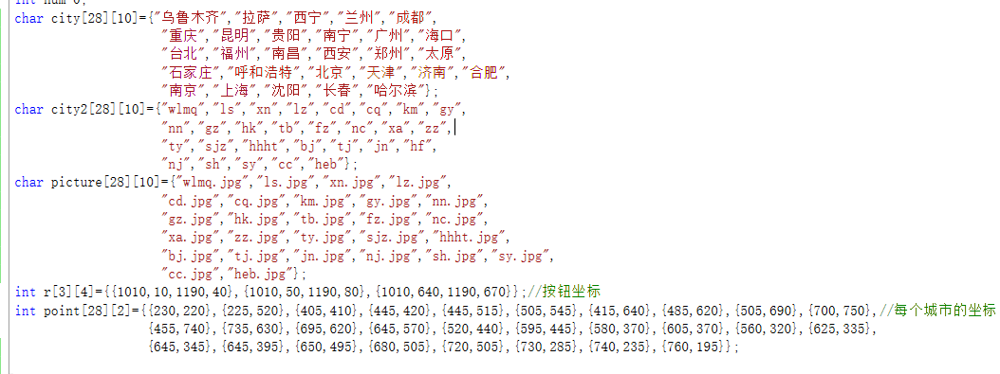 int num=0;
char city[28][10]={"乌鲁木齐","拉萨","西宁","兰州","成都",
"重庆","昆明","贵阳","南宁","广州","海口",
"台北","福州","南昌","西安","郑州","太原",
"石家庄","呼和浩特","北京","天津","济南","合肥",
"南京","上海","沈阳","长春","哈尔滨"};
char city2[28][10]={"wlmq","ls","xn","lz","cd","cq","km","gy",
"nn","gz","hk","tb","fz","nc","xa","zz",
"ty","sjz","hhht","bj","tj","jn","hf",
"nj","sh","sy","cc","heb"};
char picture[28][10]={"wlmq.jpg","ls.jpg","xn.jpg","lz.jpg",
"cd.jpg","cq.jpg","km.jpg","gy.jpg","nn.jpg",
"gz.jpg","hk.jpg","tb.jpg","fz.jpg","nc.jpg",
"xa.jpg","zz.jpg","ty.jpg","sjz.jpg","hhht.jpg",
"bj.jpg","tj.jpg","jn.jpg","nj.jpg","sh.jpg","sy.jpg",
"cc.jpg","heb.jpg"};
int r[3][4]={{1010,10,1190,40},{1010,50,1190,80},{1010,640,1190,670}};//按钮坐标
int point[28][2]={{230,220},{225,520},{405,410},{445,420},{445,515},{505,545},{415,640},{485,620},{505,690},{700,750},//每个城市的坐标
{455,740},{735,630},{695,620},{645,570},{520,440},{595,445},{580,370},{605,370},{560,320},{625,335},
{645,345},{645,395},{650,495},{680,505},{720,505},{730,285},{740,235},{760,195}};